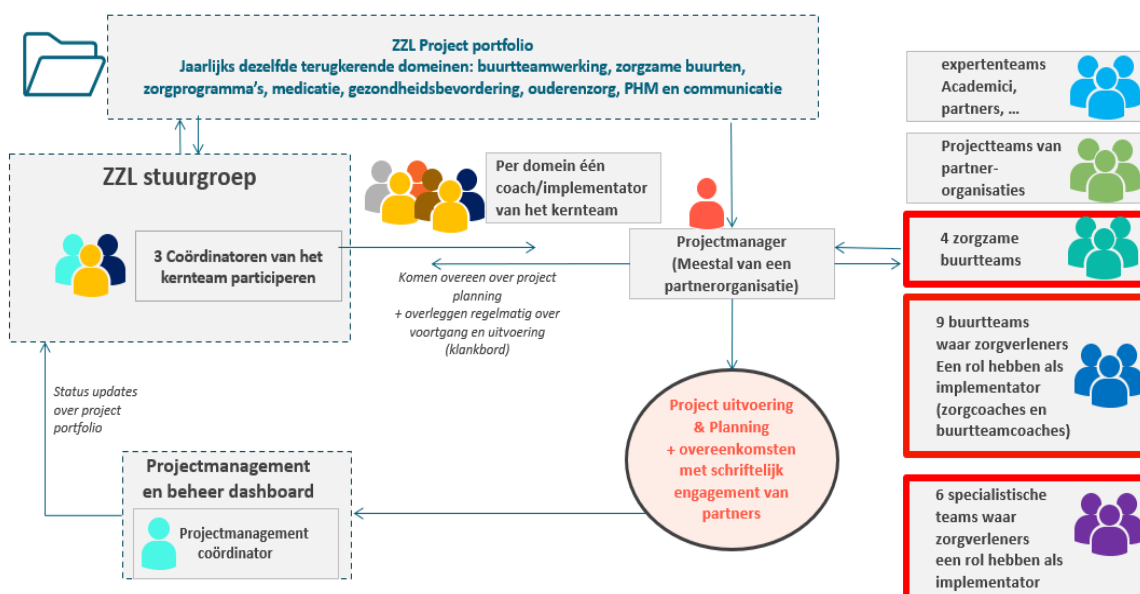 ZZL Project portfolio
Jaarlijks dezelfde terugkerende domeinen: buurtteamwerking, zorgzame buurten,
zorgprogramma's, medicatie, gezondheidsbevordering, ouderenzorg, PHM en communicatie
ZZL stuurgroep
3 Coördinatoren van het
kernteam participeren
Per domein één
coach/implementator
van het kernteam
Komen overeen over project
planning
+ overleggen regelmatig over
voortgang en uitvoering
(klankbord)
Projectmanager
(Meestal van een
partnerorganisatie)
Status updates
over project
portfolio
Projectmanagement
en beheer dashboard
Projectmanagement
coördinator
Project uitvoering
& Planning
+ overeenkomsten
met schriftelijk
engagement van
partners
expertenteams
Academici,
partners, ...
Projectteams van
partner-
organisaties
4 zorgzame
buurtteams
9 buurtteams
waar zorgverleners
Een rol hebben als
implementator
(zorgcoaches en
buurtteamcoaches)
6 specialistische
teams waar
zorgverleners
een rol hebben als
implementator